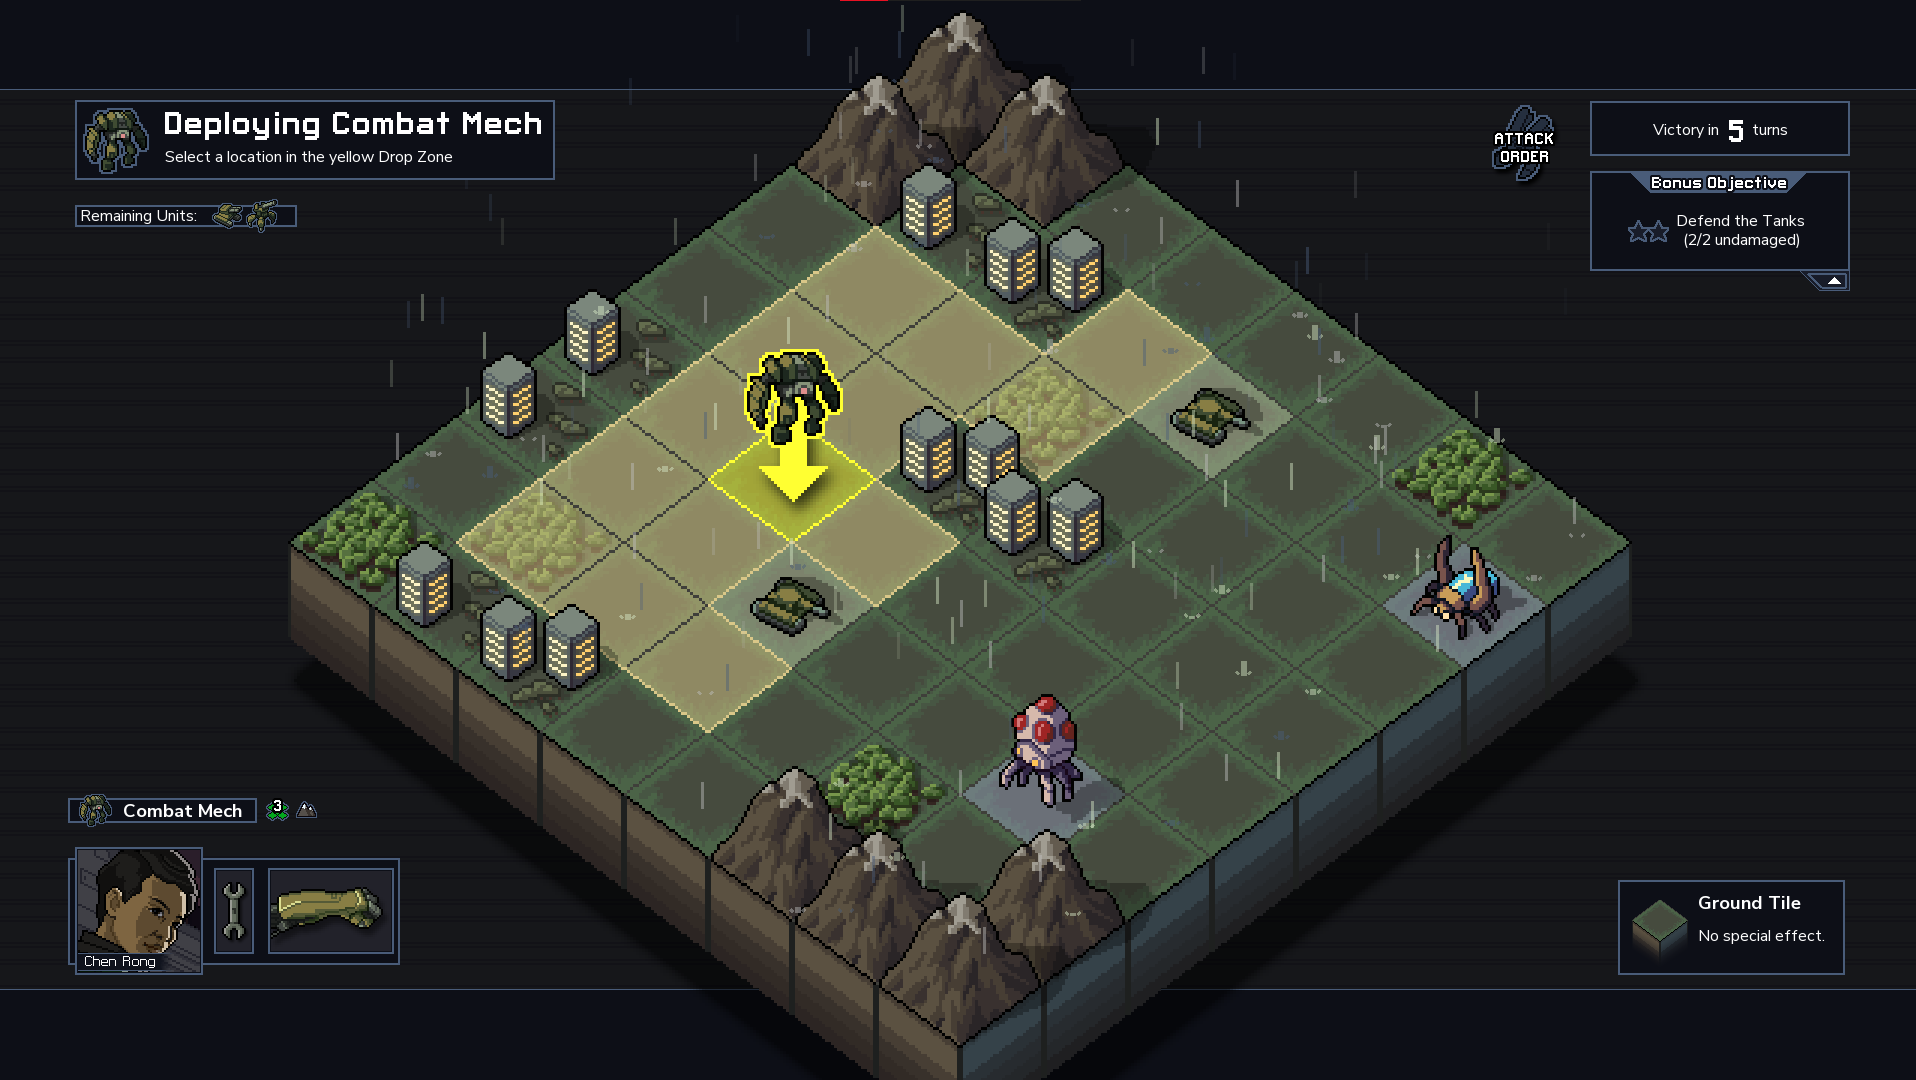 Deploying Combat Mech
Select a location in the yellow Drop Zone
Remaining Units:
ATTACK
ORDER
Victory in 5 turns
Bonus Objective
Defend the Tanks
(2/2 undamaged)
Combat Mech
3
Chen Rong
Ground Tile
No special effect.